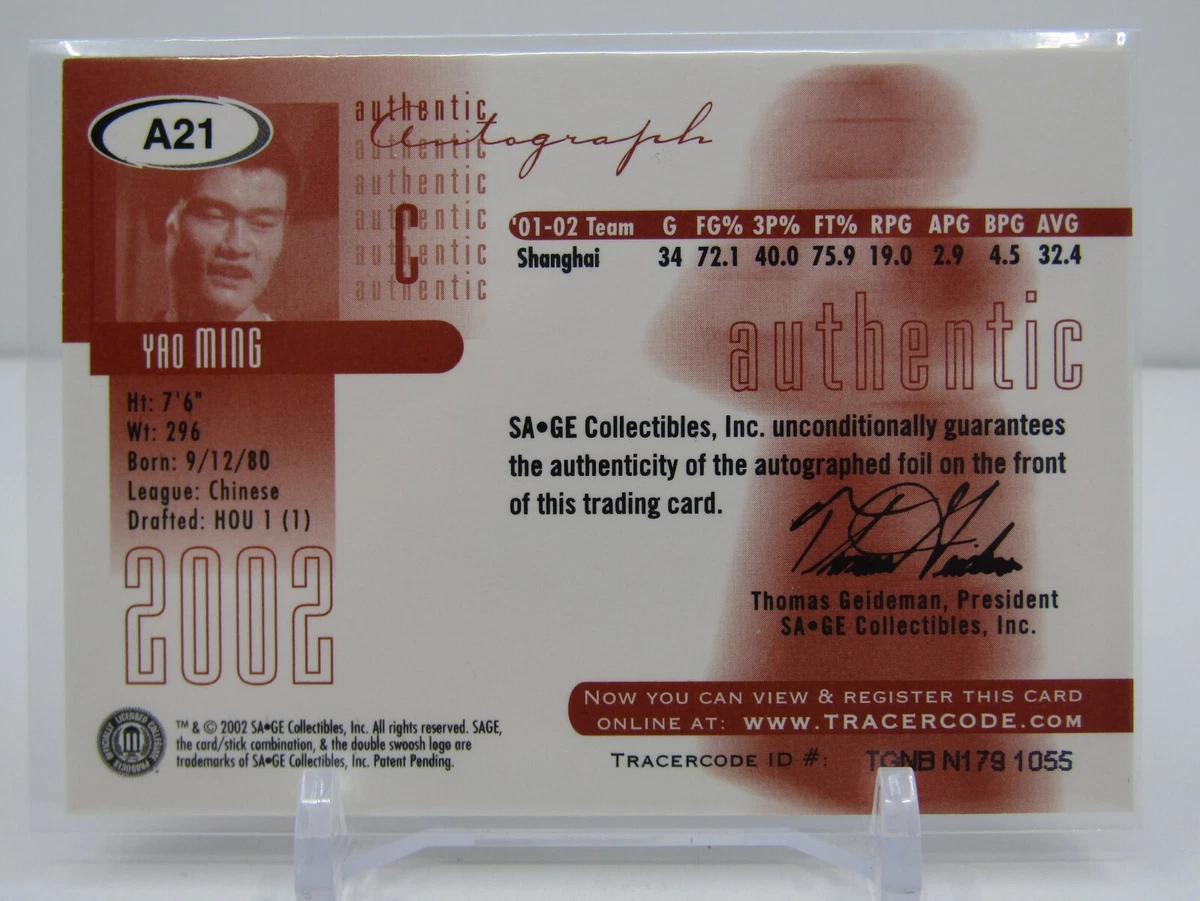 A21
authentic
Autograph
authentic
authentic
authentic
authentic
authentic
C
YAO MING
Ht: 7'6"
Wt: 296
Born: 9/12/80
League: Chinese
Drafted: HOU 1 (1)
2002
'01-02 Team G FG% 3P% FT% RPG APG BPG AVG
Shanghai 34 72.1 40.0 75.9 19.0 2.9 4.5 32.4
authentic
SA•GE Collectibles, Inc. unconditionally guarantees
the authenticity of the autographed foil on the front
of this trading card.
Thomas Geideman, President
SA•GE Collectibles, Inc.
NOW YOU CAN VIEW & REGISTER THIS CARD
ONLINE AT: WWW.TRACERCODE.COM
TRACERCODE ID #: TGNB N179 1055
™ & © 2002 SA•GE Collectibles, Inc. All rights reserved. SAGE,
the card/stick combination, & the double swoosh logo are
trademarks of SA•GE Collectibles, Inc. Patent Pending.
OFFICIALLY LICENSED COLLEGIATE PRODUCTS